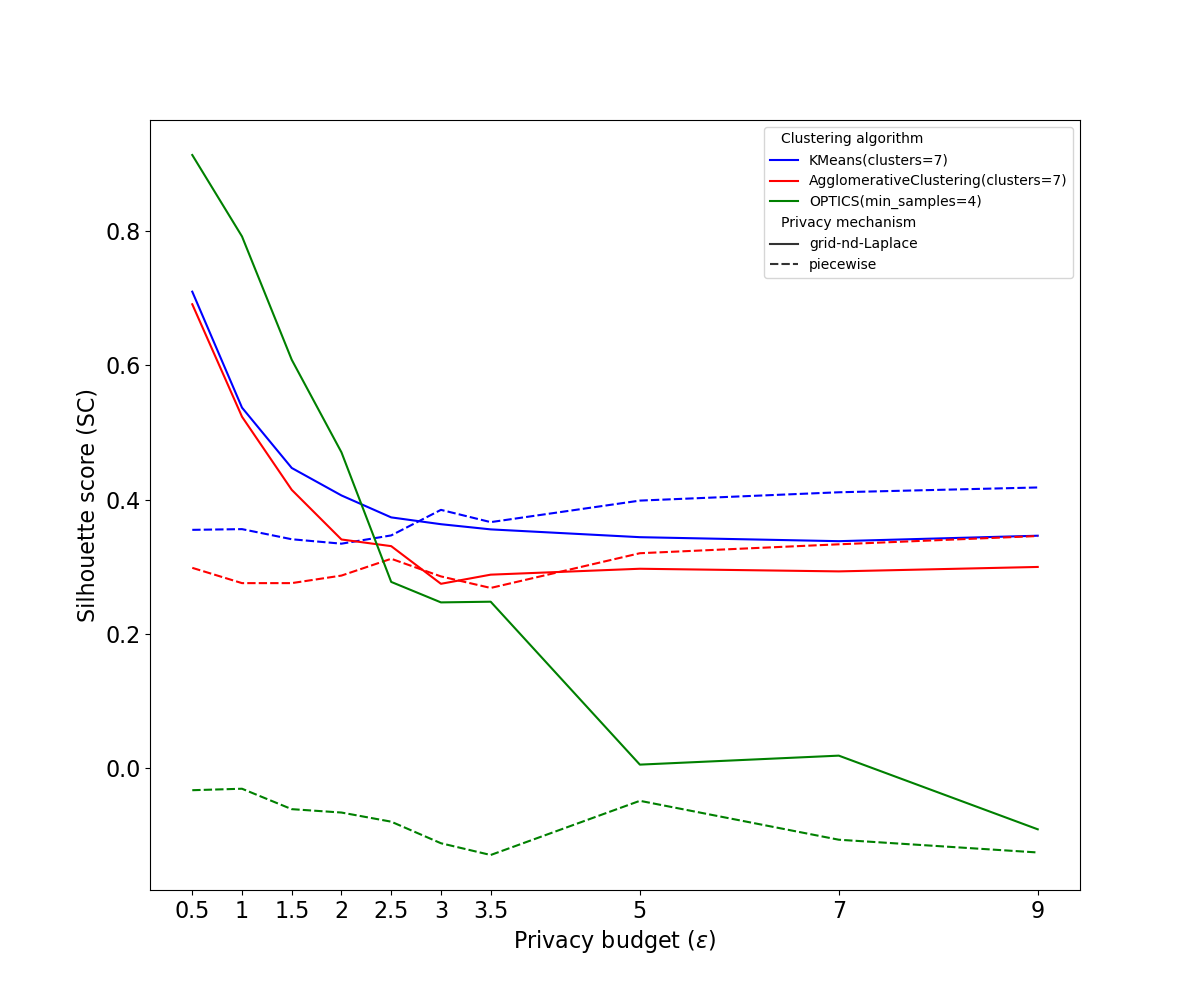 Clustering algorithm
KMeans(clusters=7)
AgglomerativeClustering(clusters=7)
OPTICS(min_samples=4)
Privacy mechanism
grid-nd-Laplace
piecewise
Silhouette score (SC)
0.8
0.6
0.4
0.2
0.0
0.5 1 1.5 2 2.5 3 3.5 5 7 9
Privacy budget (ε)